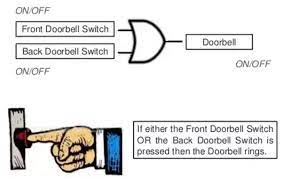 ON/OFF
Front Doorbell Switch
Back Doorbell Switch
Doorbell
ON/OFF
ON/OFF
If either the Front Doorbell Switch
OR the Back Doorbell Switch is
pressed then the Doorbell rings.